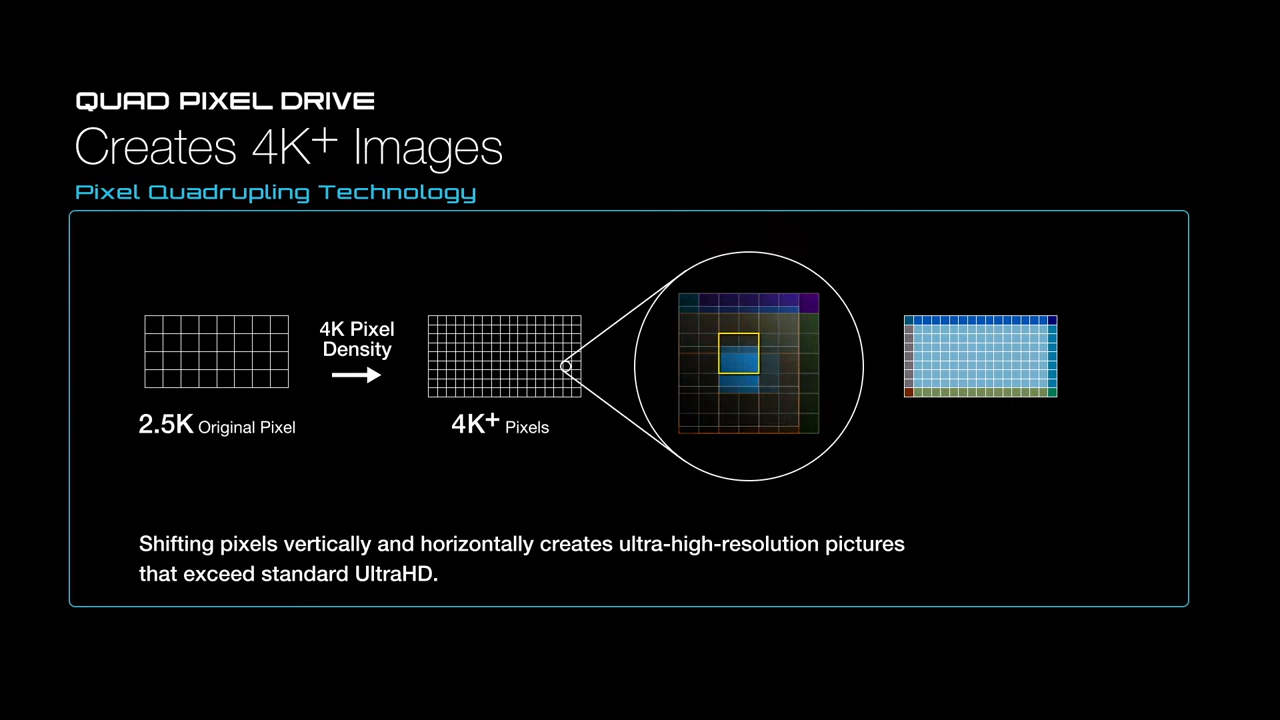 QUAD PIXEL DRIVE
Creates 4K+ Images
Pixel Quadrupling Technology
4K Pixel
Density
2.5K Original Pixel
4K+ Pixels
Shifting pixels vertically and horizontally creates ultra-high-resolution pictures
that exceed standard UltraHD.